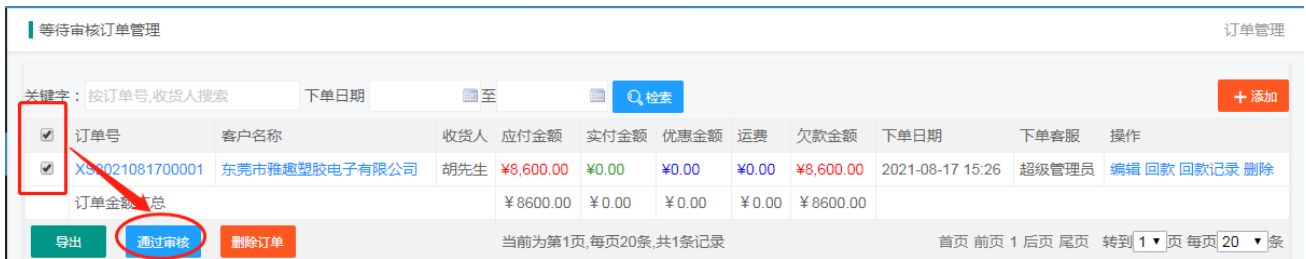 等待审核订单管理 订单管理
关键字：按订单号,收货人搜索 下单日期 至 检索 ＋添加
订单号 客户名称 收货人 应付金额 实付金额 优惠金额 运费 欠款金额 下单日期 下单客服 操作
XS2021081700001 东莞市雅趣塑胶电子有限公司 胡先生 ¥8,600.00 ¥0.00 ¥0.00 ¥0.00 ¥8,600.00 2021-08-17 15:26 超级管理员 编辑 回款 回款记录 删除
订单金额汇总 ¥8600.00 ¥0.00 ¥0.00 ¥0.00 ¥8600.00
导出 通过审核 删除订单 当前为第1页,每页20条,共1条记录 首页 前页 1 后页 尾页 转到 1 页 每页 20 条